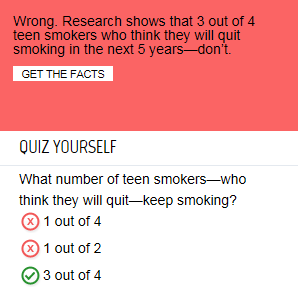 Wrong. Research shows that 3 out of 4
teen smokers who think they will quit
smoking in the next 5 years—don't.
GET THE FACTS
QUIZ YOURSELF
What number of teen smokers—who
think they will quit—keep smoking?
1 out of 4
1 out of 2
3 out of 4